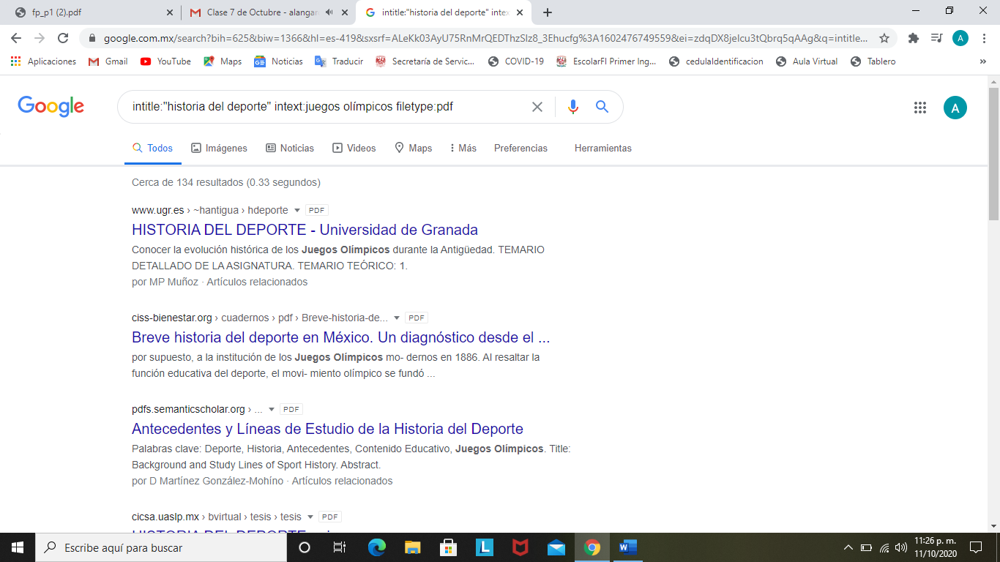 fp_p1 (2).pdf
Clase 7 de Octubre - alangar
intitle:"historia del deporte" intex
google.com.mx/search?bih=625&biw=1366&hl=es-419&sxsrf=ALeKk03AyU75RnMrQEDThzSlz8_3Ehucfg%3A1602476749559&ei=zdqDX8jelcu3tQbrq5qAAg&q=intitle...
A
Aplicaciones
Gmail
YouTube
Maps
Noticias
Traducir
Secretaría de Servic...
COVID-19
EscolarFI Primer Ing...
cedulaIdentificacion
Aula Virtual
Tablero
»
Google
intitle:"historia del deporte" intext:juegos olímpicos filetype:pdf
A
Todos
Imágenes
Noticias
Videos
Maps
Más
Preferencias
Herramientas
Cerca de 134 resultados (0.33 segundos)
www.ugr.es › ~hantigua › hdeporte PDF
HISTORIA DEL DEPORTE - Universidad de Granada
Conocer la evolución histórica de los Juegos Olímpicos durante la Antigüedad. TEMARIO
DETALLADO DE LA ASIGNATURA. TEMARIO TEÓRICO: 1.
por MP Muñoz · Artículos relacionados
ciss-bienestar.org › cuadernos › pdf › Breve-historia-de... PDF
Breve historia del deporte en México. Un diagnóstico desde el ...
por supuesto, a la institución de los Juegos Olímpicos mo- dernos en 1886. Al resaltar la
función educativa del deporte, el movi- miento olímpico se fundó ...
pdfs.semanticscholar.org › ... PDF
Antecedentes y Líneas de Estudio de la Historia del Deporte
Palabras clave: Deporte, Historia, Antecedentes, Contenido Educativo, Juegos Olímpicos. Title:
Background and Study Lines of Sport History. Abstract.
por D Martínez González-Mohíno · Artículos relacionados
cicsa.uaslp.mx › bvirtual › tesis › tesis PDF
HISTORIA DEL DEPORTE
Escribe aquí para buscar
L
W
11:26 p. m.
11/10/2020